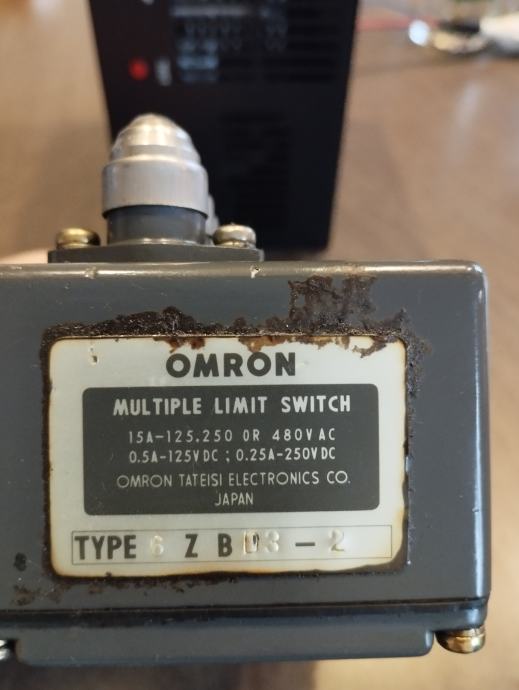 OMRON
MULTIPLE LIMIT SWITCH
15A-125.250 OR 480V AC
0.5A-125V DC ; 0.25A-250V DC
OMRON TATEISI ELECTRONICS CO.
JAPAN
TYPE 6 Z B U3 - 2